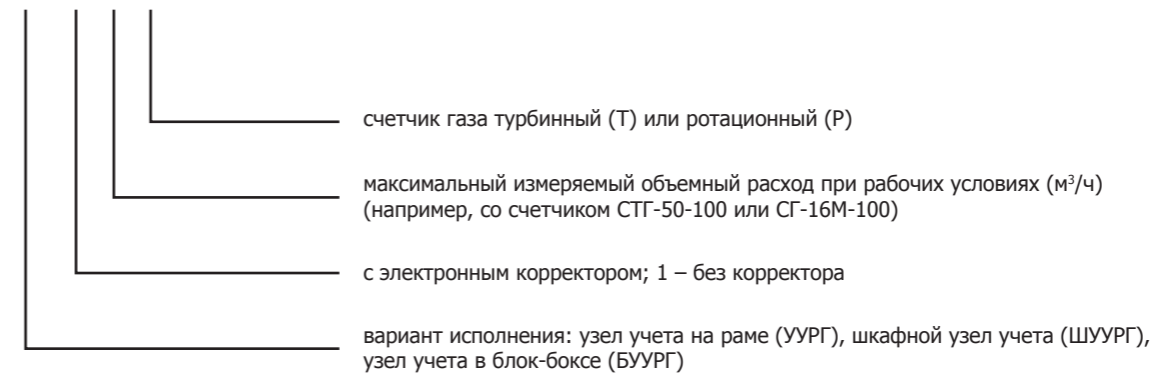 счетчик газа турбинный (Т) или ротационный (Р)
максимальный измеряемый объемный расход при рабочих условиях (м³/ч)
(например, со счетчиком СТГ-50-100 или СГ-16М-100)
с электронным корректором; 1 – без корректора
вариант исполнения: узел учета на раме (УУРГ), шкафной узел учета (ШУУРГ),
узел учета в блок-боксе (БУУРГ)